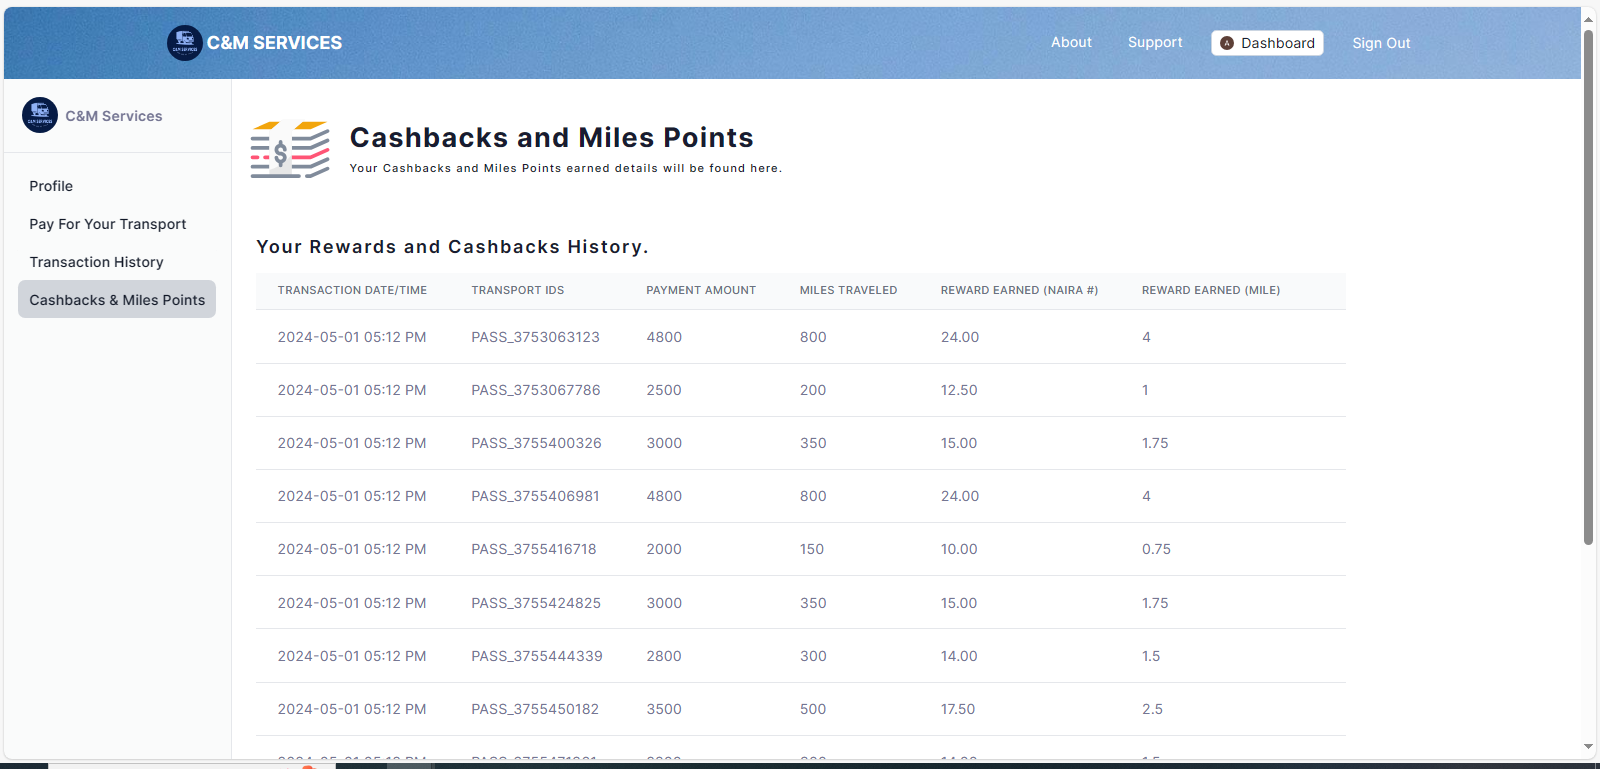 C&M SERVICES
About
Support
A Dashboard
Sign Out
C&M Services
Profile
Pay For Your Transport
Transaction History
Cashbacks & Miles Points
Cashbacks and Miles Points
Your Cashbacks and Miles Points earned details will be found here.
Your Rewards and Cashbacks History.
TRANSACTION DATE/TIME TRANSPORT IDS PAYMENT AMOUNT MILES TRAVELED REWARD EARNED (NAIRA #) REWARD EARNED (MILE)
2024-05-01 05:12 PM PASS_3753063123 4800 800 24.00 4
2024-05-01 05:12 PM PASS_3753067786 2500 200 12.50 1
2024-05-01 05:12 PM PASS_3755400326 3000 350 15.00 1.75
2024-05-01 05:12 PM PASS_3755406981 4800 800 24.00 4
2024-05-01 05:12 PM PASS_3755416718 2000 150 10.00 0.75
2024-05-01 05:12 PM PASS_3755424825 3000 350 15.00 1.75
2024-05-01 05:12 PM PASS_3755444339 2800 300 14.00 1.5
2024-05-01 05:12 PM PASS_3755450182 3500 500 17.50 2.5